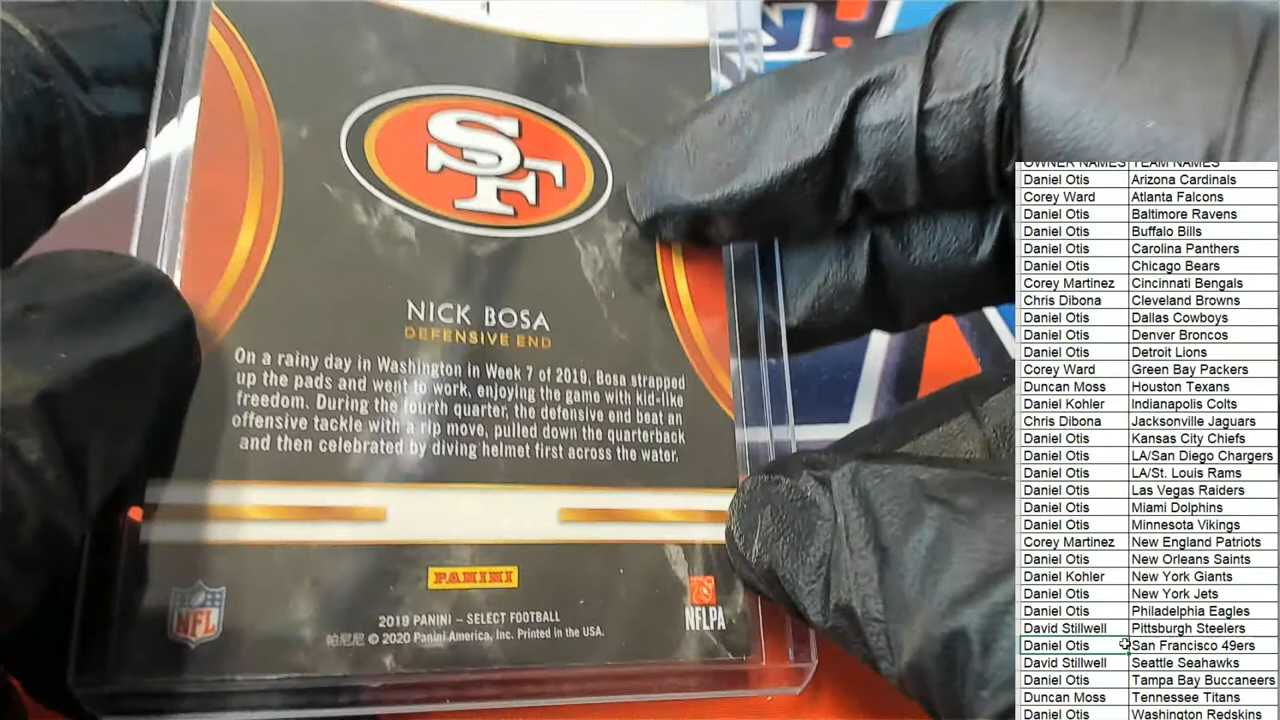 SF
NICK BOSA
DEFENSIVE END
On a rainy day in Washington in Week 7 of 2019, Bosa strapped
up the pads and went to work, enjoying the game with kid-like
freedom. During the fourth quarter, the defensive end beat an
offensive tackle with a rip move, pulled down the quarterback
and then celebrated by diving helmet first across the water.
PANINI
NFL
2019 PANINI – SELECT FOOTBALL
帕尼尼 © 2020 Panini America, Inc. Printed in the USA.
NFLPA
OWNER NAMES TEAM NAMES
Daniel Otis Arizona Cardinals
Corey Ward Atlanta Falcons
Daniel Otis Baltimore Ravens
Daniel Otis Buffalo Bills
Daniel Otis Carolina Panthers
Daniel Otis Chicago Bears
Corey Martinez Cincinnati Bengals
Chris Dibona Cleveland Browns
Daniel Otis Dallas Cowboys
Daniel Otis Denver Broncos
Daniel Otis Detroit Lions
Corey Ward Green Bay Packers
Duncan Moss Houston Texans
Daniel Kohler Indianapolis Colts
Chris Dibona Jacksonville Jaguars
Daniel Otis Kansas City Chiefs
Daniel Otis LA/San Diego Chargers
Daniel Otis LA/St. Louis Rams
Daniel Otis Las Vegas Raiders
Daniel Otis Miami Dolphins
Daniel Otis Minnesota Vikings
Corey Martinez New England Patriots
Daniel Otis New Orleans Saints
Daniel Kohler New York Giants
Daniel Otis New York Jets
Daniel Otis Philadelphia Eagles
David Stillwell Pittsburgh Steelers
Daniel Otis San Francisco 49ers
David Stillwell Seattle Seahawks
Daniel Otis Tampa Bay Buccaneers
Duncan Moss Tennessee Titans
Daniel Otis Washington Redskins